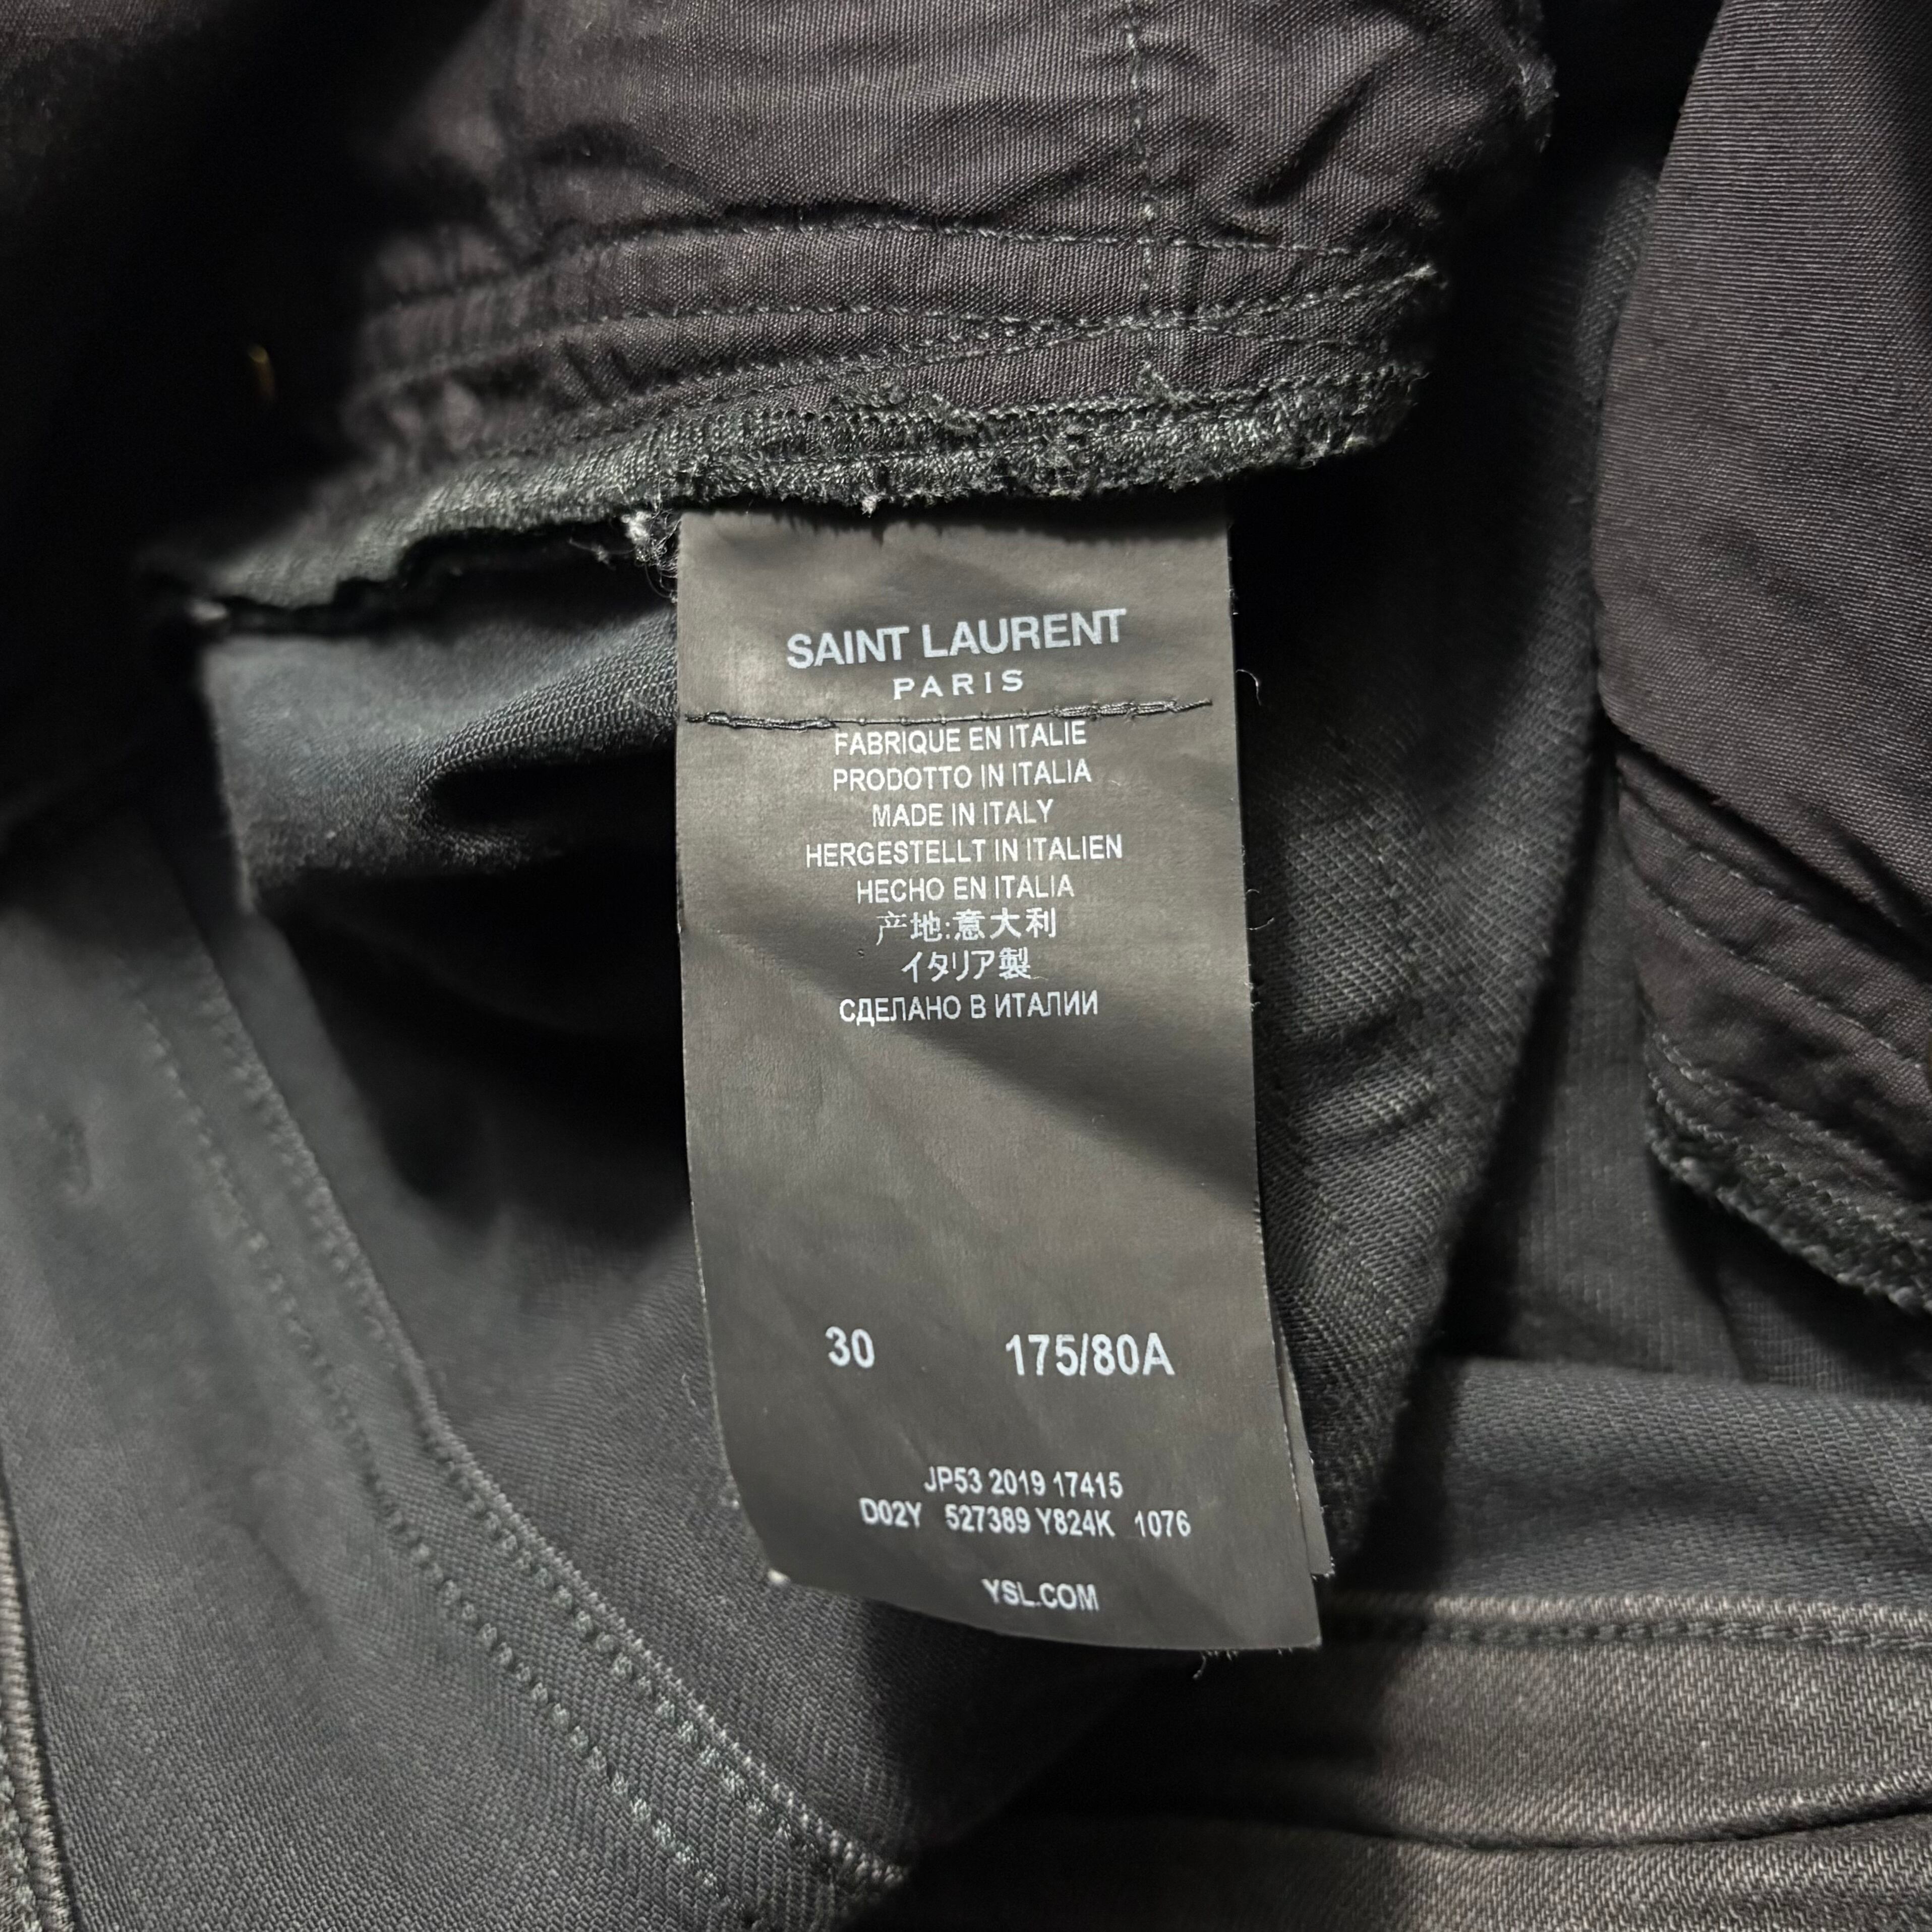 SAINT LAURENT
PARIS
FABRIQUE EN ITALIE
PRODOTTO IN ITALIA
MADE IN ITALY
HERGESTELLT IN ITALIEN
HECHO EN ITALIA
产地:意大利
イタリア製
СДЕЛАНО В ИТАЛИИ
30 175/80A
JP53 2019 17415
D02Y 527389 Y824K 1076
YSL.COM